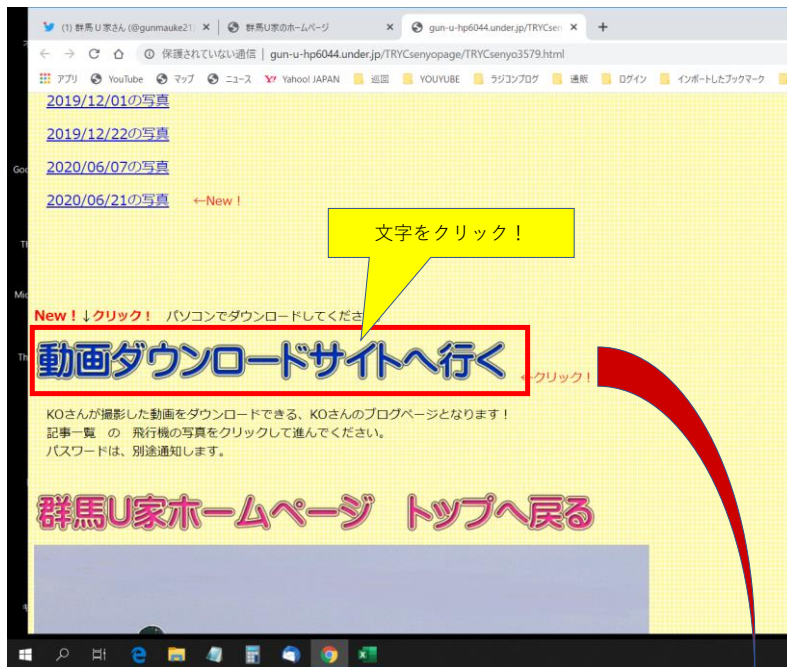 (1) 群馬U家さん (@gunmauke21
群馬U家のホームページ
gun-u-hp6044.under.jp/TRYCsen
保護されていない通信 | gun-u-hp6044.under.jp/TRYCsenyopage/TRYCsenyo3579.html
アプリ YouTube マップ ニュース Yahoo! JAPAN 巡回 YOUYUBE ラジコンブログ 通販 ログイン インポートしたブックマーク
2019/12/01の写真
2019/12/22の写真
2020/06/07の写真
2020/06/21の写真 ←New！
文字をクリック！
New！↓クリック！ パソコンでダウンロードしてくださ
動画ダウンロードサイトへ行く
←クリック！
KOさんが撮影した動画をダウンロードできる、KOさんのブログページとなります！
記事一覧 の 飛行機の写真をクリックして進んでください。
パスワードは、別途通知します。
群馬U家ホームページ トップへ戻る